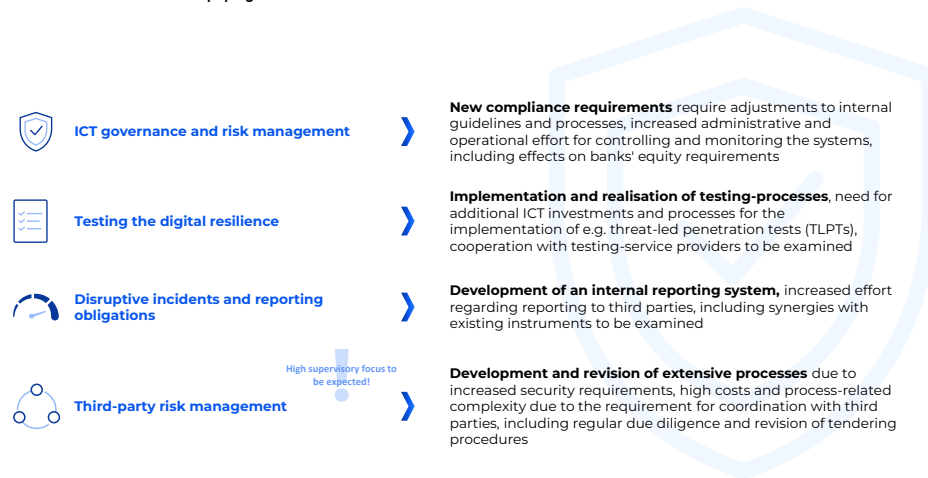 ICT governance and risk management
New compliance requirements require adjustments to internal
guidelines and processes, increased administrative and
operational effort for controlling and monitoring the systems,
including effects on banks' equity requirements
Testing the digital resilience
Implementation and realisation of testing-processes, need for
additional ICT investments and processes for the
implementation of e.g. threat-led penetration tests (TLPTs),
cooperation with testing-service providers to be examined
Disruptive incidents and reporting
obligations
Development of an internal reporting system, increased effort
regarding reporting to third parties, including synergies with
existing instruments to be examined
High supervisory focus to
be expected!
Third-party risk management
Development and revision of extensive processes due to
increased security requirements, high costs and process-related
complexity due to the requirement for coordination with third
parties, including regular due diligence and revision of tendering
procedures